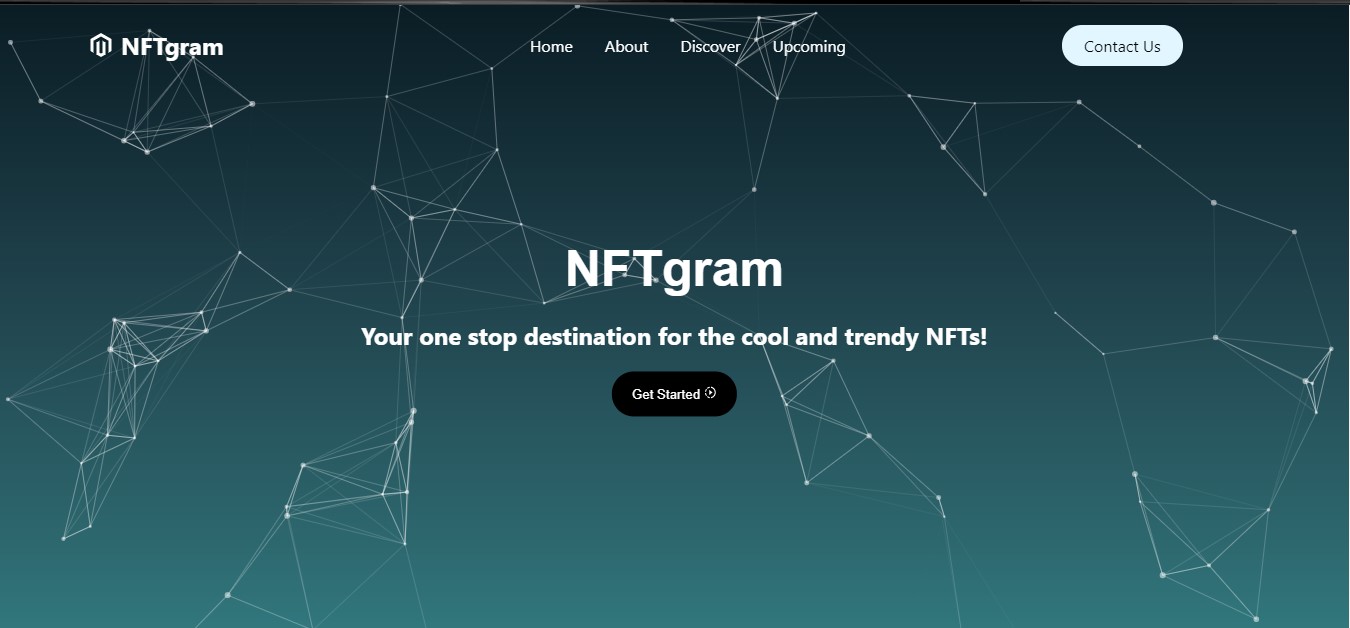 NFTgram
Home About Discover Upcoming
Contact Us
NFTgram
Your one stop destination for the cool and trendy NFTs!
Get Started